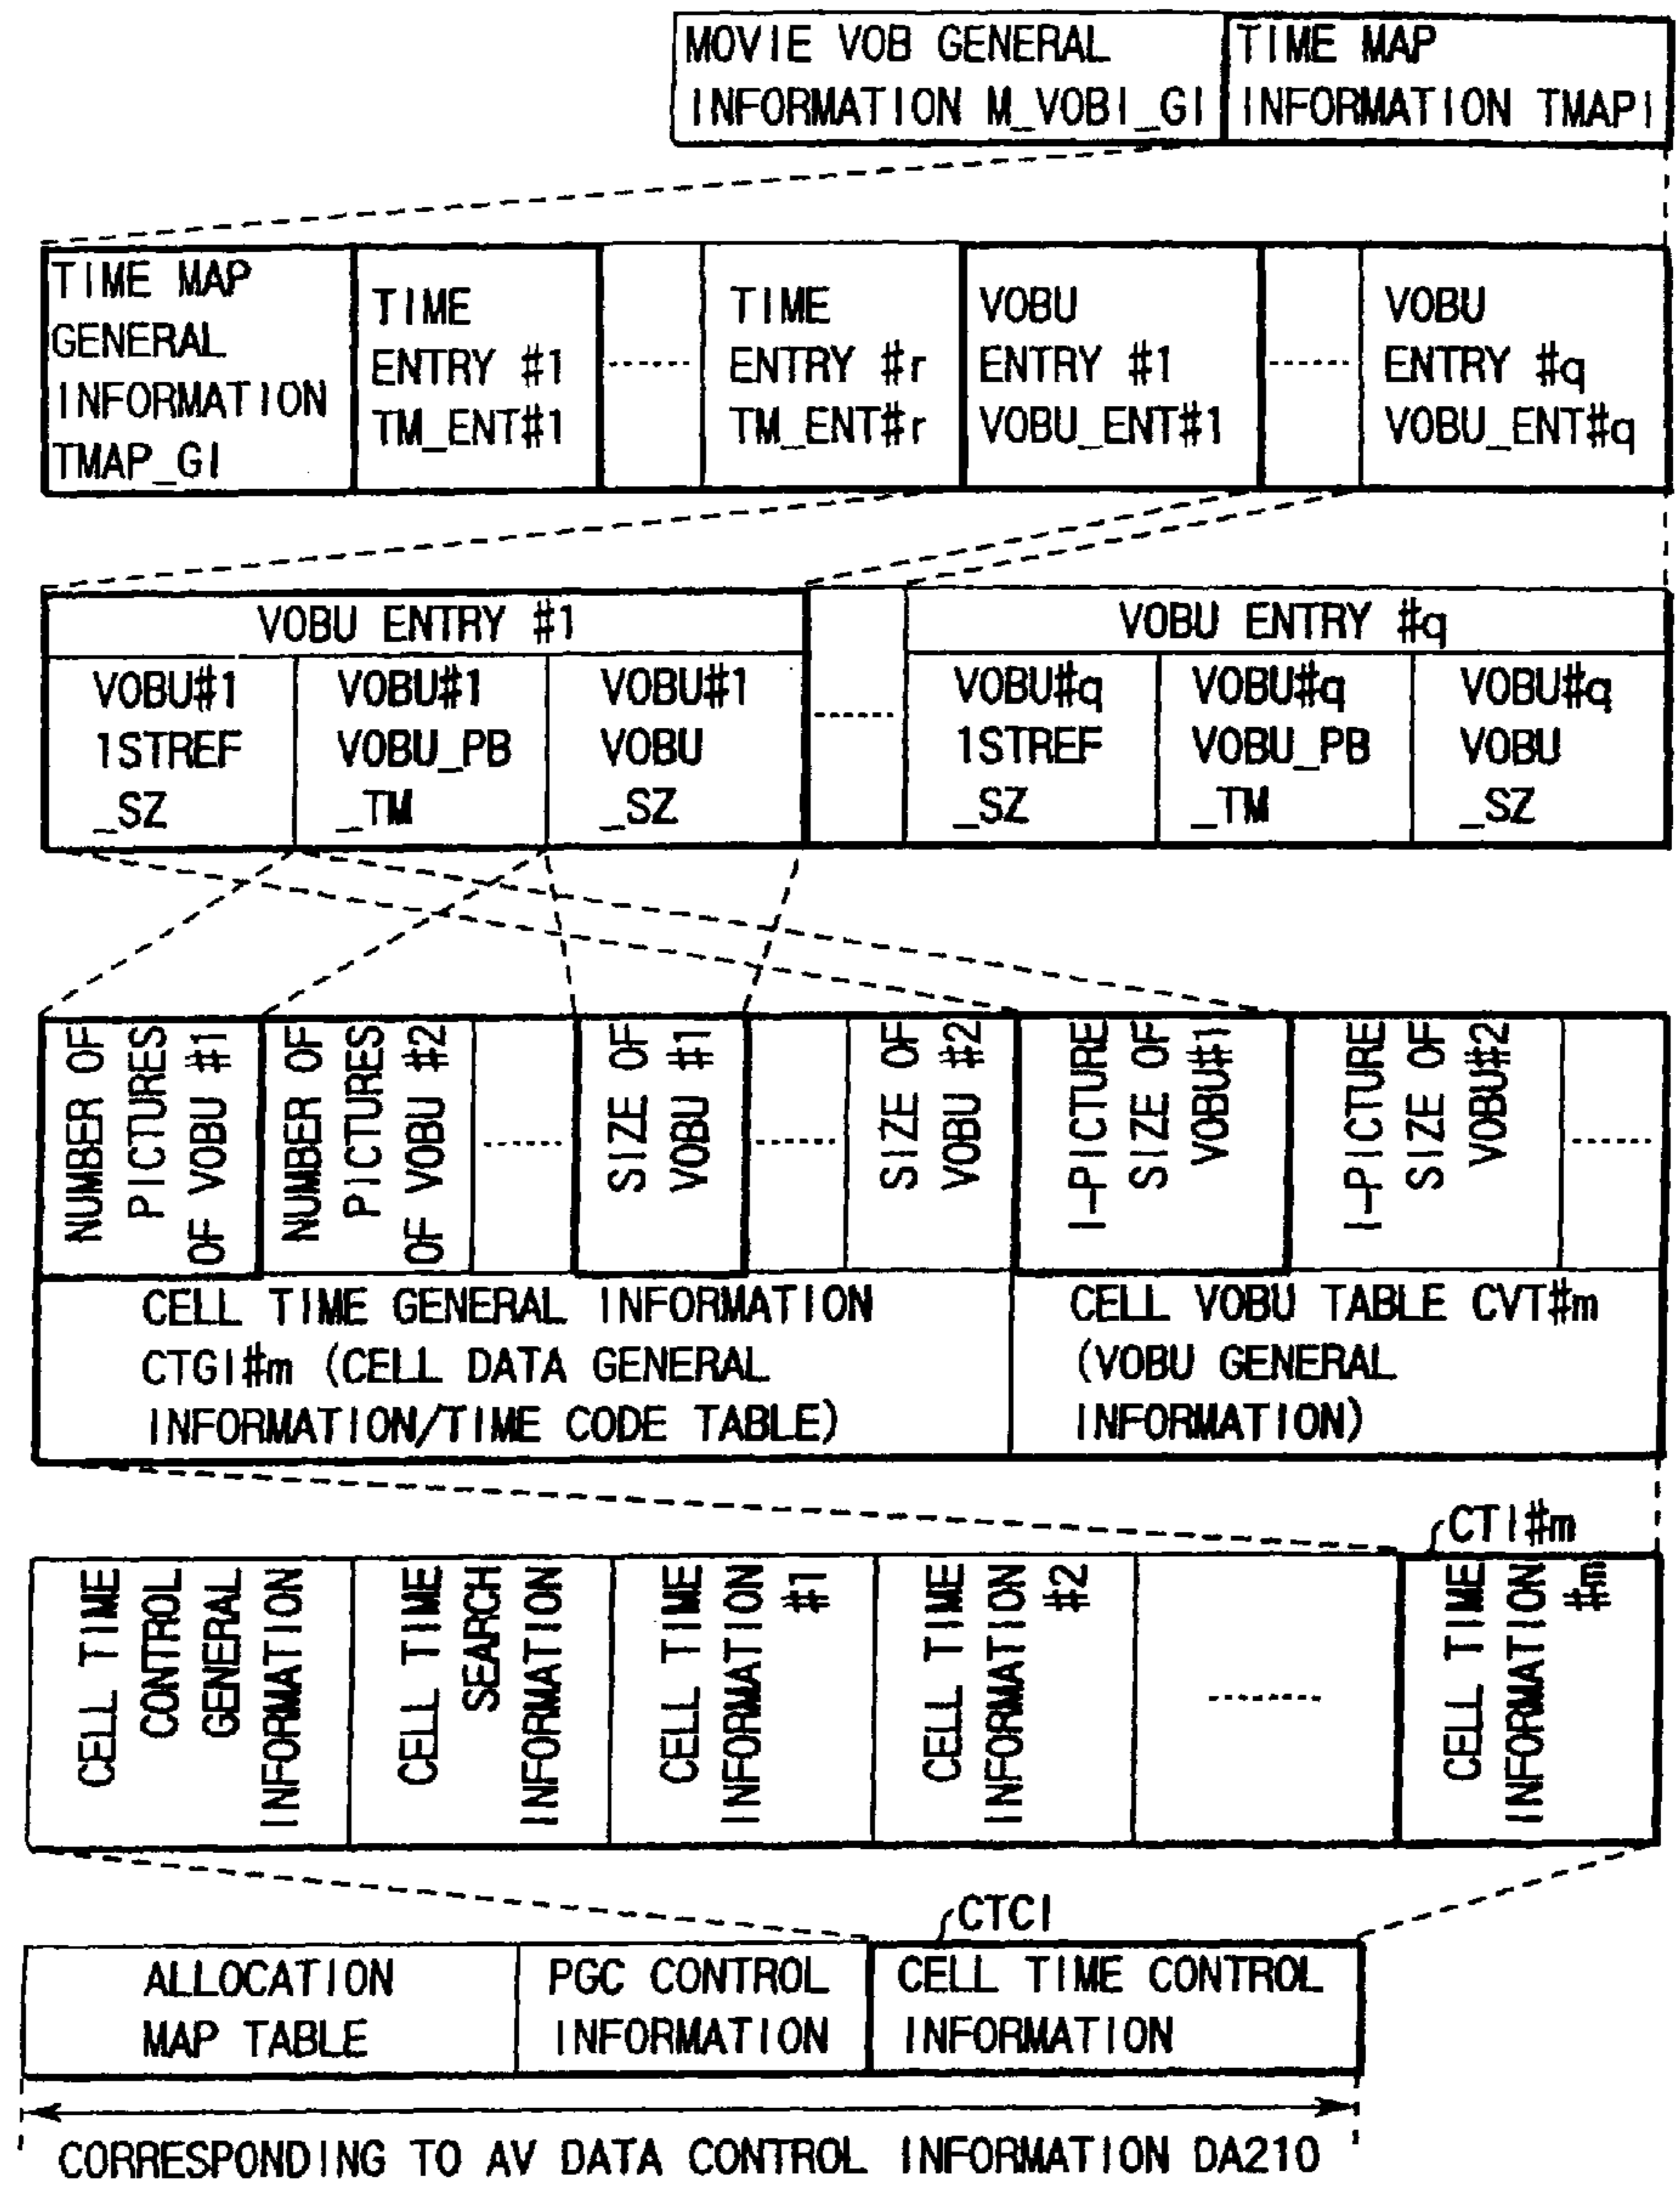 MOVIE VOB GENERAL
INFORMATION M_VOBI_GI
TIME MAP
INFORMATION TMAPI
TIME MAP
GENERAL
INFORMATION
TMAP_GI
TIME
ENTRY #1
TM_ENT#1
TIME
ENTRY #r
TM_ENT#r
VOBU
ENTRY #1
VOBU_ENT#1
VOBU
ENTRY #q
VOBU_ENT#q
VOBU ENTRY #1
VOBU ENTRY #q
VOBU#1
1STREF
_SZ
VOBU#1
VOBU_PB
_TM
VOBU#1
VOBU
_SZ
VOBU#q
1STREF
_SZ
VOBU#q
VOBU_PB
_TM
VOBU#q
VOBU
_SZ
NUMBER OF
PICTURES
OF VOBU #1
NUMBER OF
PICTURES
OF VOBU #2
SIZE OF
VOBU #1
SIZE OF
VOBU #2
I-PICTURE
SIZE OF
VOBU#1
I-PICTURE
SIZE OF
VOBU#2
CELL TIME GENERAL INFORMATION
CTGI#m (CELL DATA GENERAL
INFORMATION/TIME CODE TABLE)
CELL VOBU TABLE CVT#m
(VOBU GENERAL
INFORMATION)
CTI#m
CELL TIME
CONTROL
GENERAL
INFORMATION
CELL TIME
SEARCH
INFORMATION
CELL TIME
INFORMATION
#1
CELL TIME
INFORMATION
#2
CELL TIME
INFORMATION
#m
CTCI
ALLOCATION
MAP TABLE
PGC CONTROL
INFORMATION
CELL TIME CONTROL
INFORMATION
CORRESPONDING TO AV DATA CONTROL INFORMATION DA210